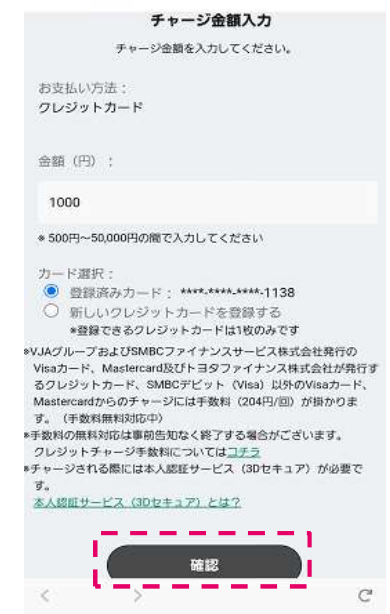 チャージ金額入力
チャージ金額を入力してください。
お支払い方法：
クレジットカード
金額（円）：
1000
* 500円～50,000円の間で入力してください
カード選択：
登録済みカード： ****-****-****-1138
新しいクレジットカードを登録する
*登録できるクレジットカードは1枚のみです
*VJAグループおよびSMBCファイナンスサービス株式会社発行の
Visaカード、Mastercard及びトヨタファイナンス株式会社が発行す
るクレジットカード、SMBCデビット（Visa）以外のVisaカード、
Mastercardからのチャージには手数料（204円/回）が掛かりま
す。（手数料無料対応中）
*手数料の無料対応は事前告知なく終了する場合がございます。
クレジットチャージ手数料についてはコチラ
*チャージされる際には本人認証サービス（3Dセキュア）が必要で
す。
本人認証サービス（3Dセキュア）とは？
確認